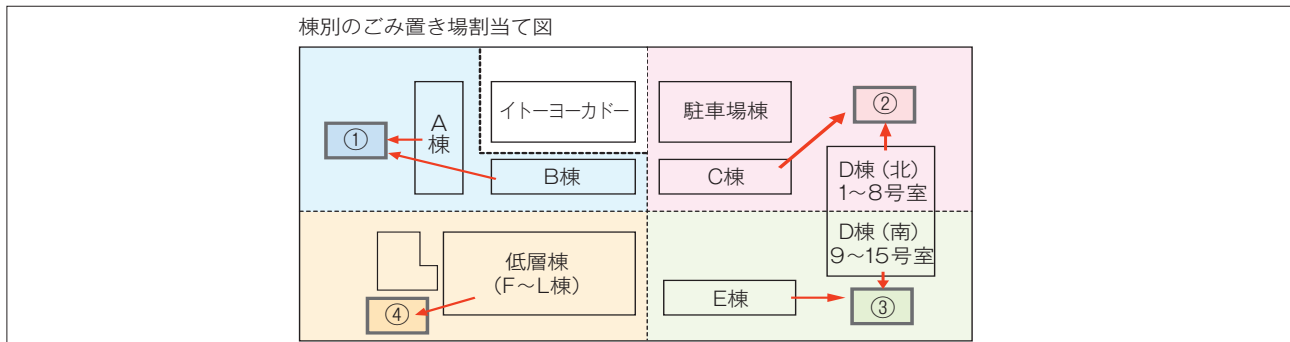 棟別のごみ置き場割当て図
イトーヨーカドー
駐車場棟
②
①
A
棟
B棟
C棟
D棟（北）
1～8号室
D棟（南）
9～15号室
低層棟
（F～L棟）
E棟
③
④